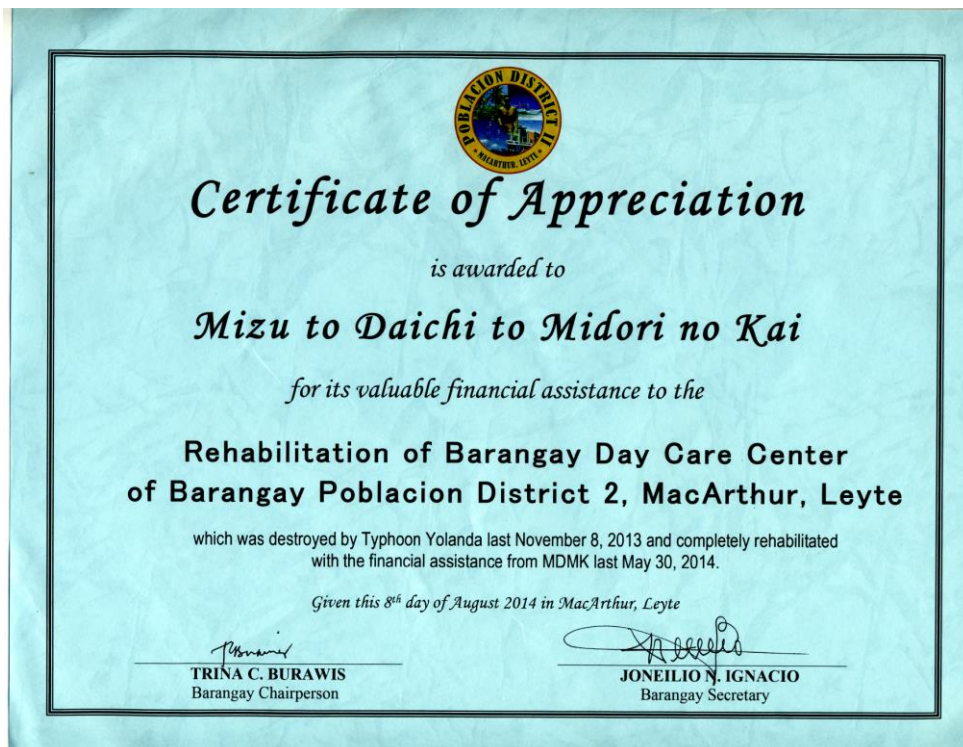 POBLACION DISTRICT II
MACARTHUR, LEYTE
Certificate of Appreciation
is awarded to
Mizu to Daichi to Midori no Kai
for its valuable financial assistance to the
Rehabilitation of Barangay Day Care Center
of Barangay Poblacion District 2, MacArthur, Leyte
which was destroyed by Typhoon Yolanda last November 8, 2013 and completely rehabilitated
with the financial assistance from MDMK last May 30, 2014.
Given this 8th day of August 2014 in MacArthur, Leyte
TRINA C. BURAWIS
Barangay Chairperson
JONEILIO N. IGNACIO
Barangay Secretary